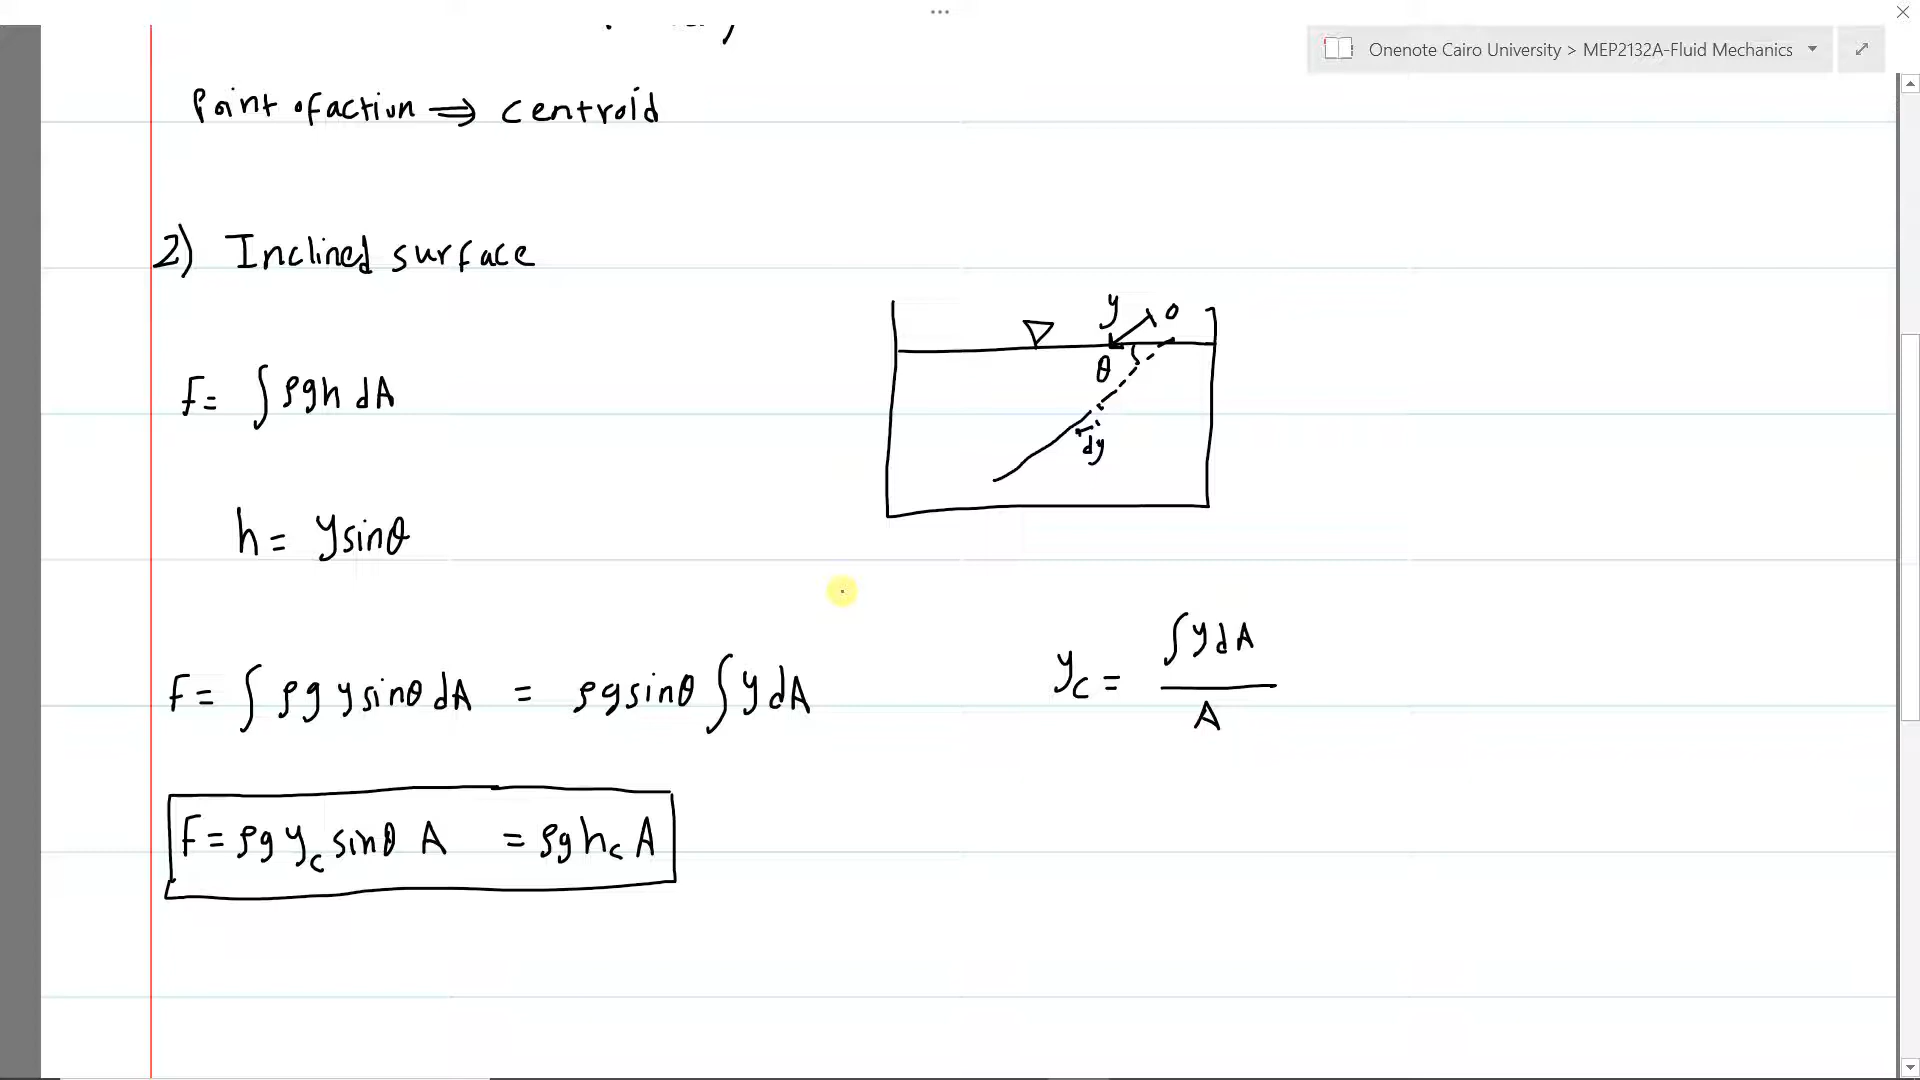 Onenote Cairo University > MEP2132A-Fluid Mechanics
Point of action ⇒ centroid
2) Inclined surface
y o
θ
dy
F= ∫ρgh dA
h= y sinθ
F= ∫ρg y sinθ dA = ρg sinθ ∫y dA
y_c = ∫y dA / A
F= ρg y_c sinθ A = ρg h_c A